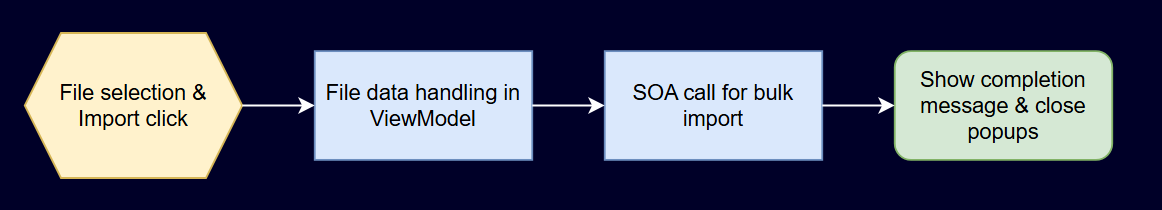 File selection &
Import click
File data handling in
ViewModel
SOA call for bulk
import
Show completion
message & close
popups